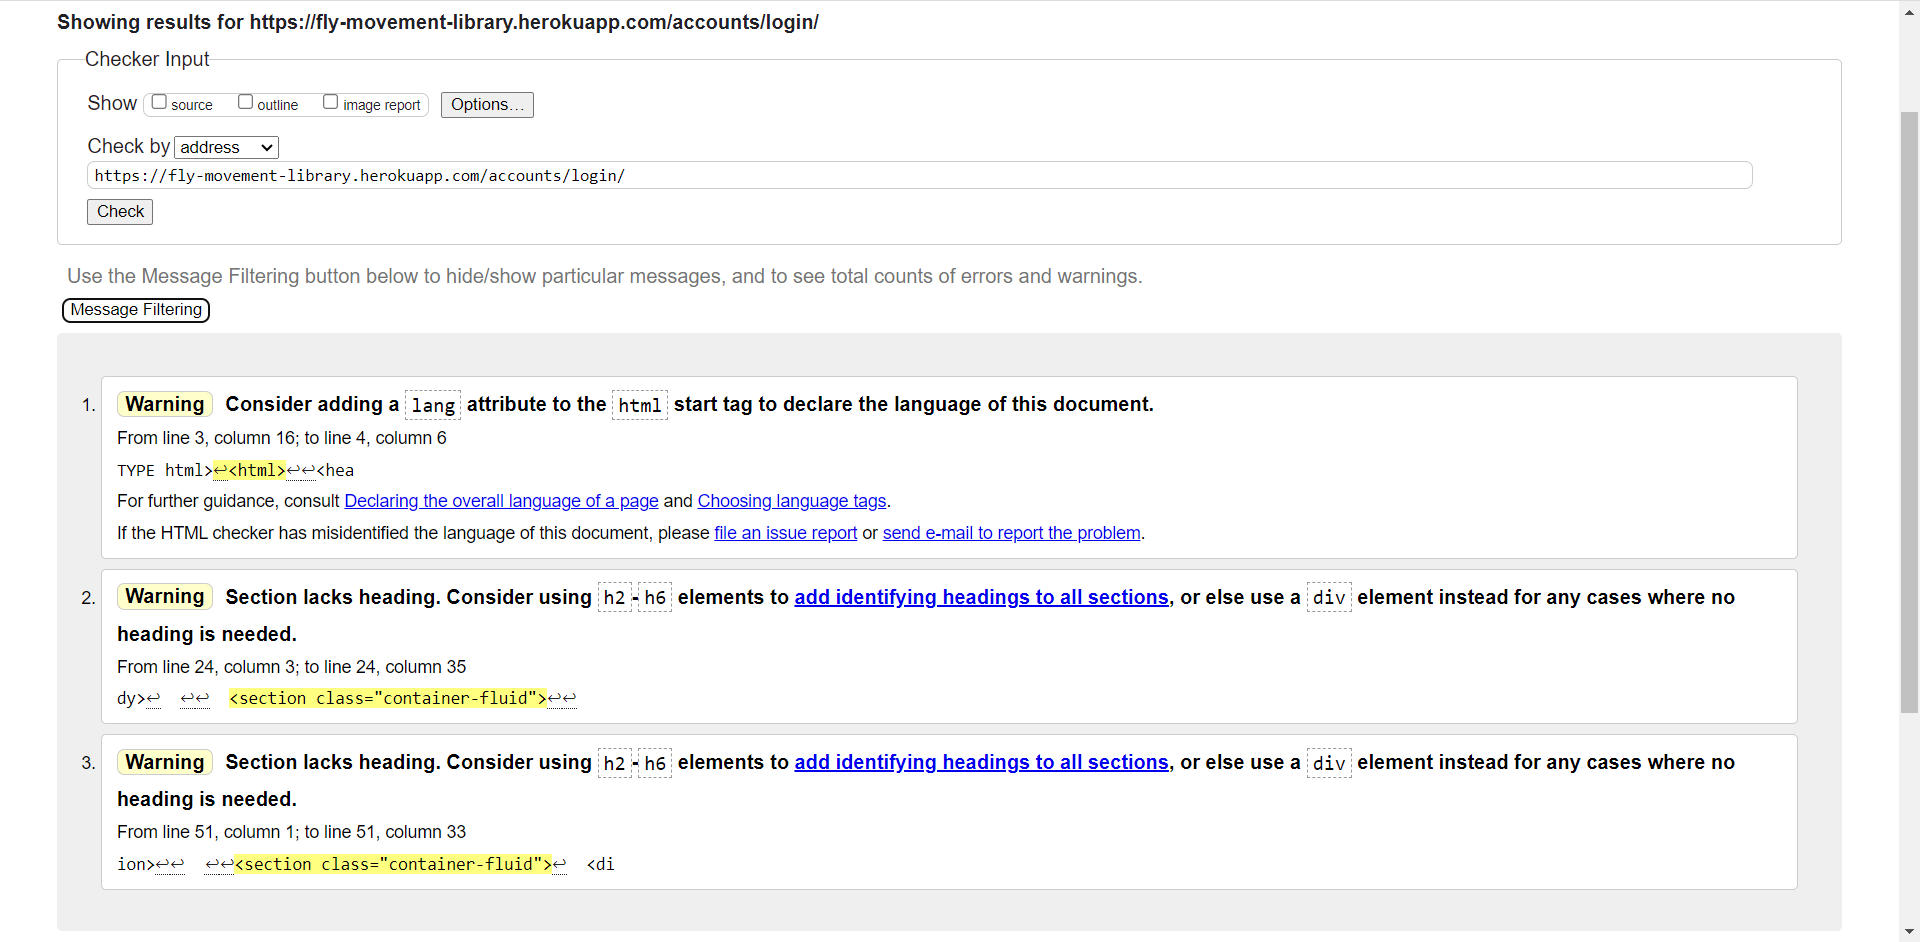 Showing results for https://fly-movement-library.herokuapp.com/accounts/login/
Checker Input
Show source outline image report Options...
Check by address
https://fly-movement-library.herokuapp.com/accounts/login/
Check
Use the Message Filtering button below to hide/show particular messages, and to see total counts of errors and warnings.
Message Filtering
1. Warning Consider adding a lang attribute to the html start tag to declare the language of this document.
From line 3, column 16; to line 4, column 6
TYPE html>↩<html>↩↩<hea
For further guidance, consult Declaring the overall language of a page and Choosing language tags.
If the HTML checker has misidentified the language of this document, please file an issue report or send e-mail to report the problem.
2. Warning Section lacks heading. Consider using h2-h6 elements to add identifying headings to all sections, or else use a div element instead for any cases where no
heading is needed.
From line 24, column 3; to line 24, column 35
dy>↩ ↩↩ <section class="container-fluid">↩↩
3. Warning Section lacks heading. Consider using h2-h6 elements to add identifying headings to all sections, or else use a div element instead for any cases where no
heading is needed.
From line 51, column 1; to line 51, column 33
ion>↩↩ ↩↩<section class="container-fluid">↩ <di